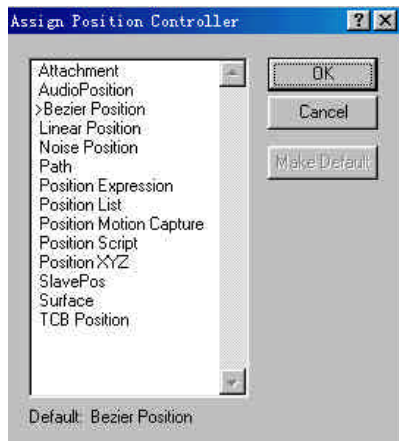 Assign Position Controller
Attachment
AudioPosition
>Bezier Position
Linear Position
Noise Position
Path
Position Expression
Position List
Position Motion Capture
Position Script
Position XYZ
SlavePos
Surface
TCB Position
OK
Cancel
Make Default
Default: Bezier Position